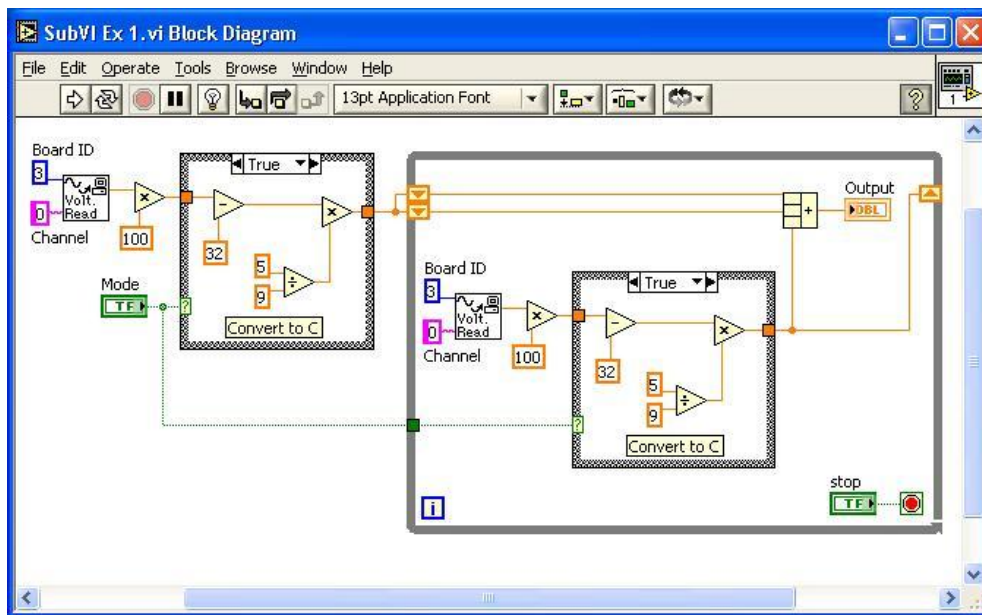 SubVI Ex 1.vi Block Diagram
File Edit Operate Tools Browse Window Help
13pt Application Font
?
1
Board ID
3
Volt.
Read
0
Channel
100
True
32
5
9
Convert to C
Mode
TF
?
Output
DBL
Board ID
3
Volt.
Read
0
Channel
100
True
32
5
9
Convert to C
?
i
stop
TF